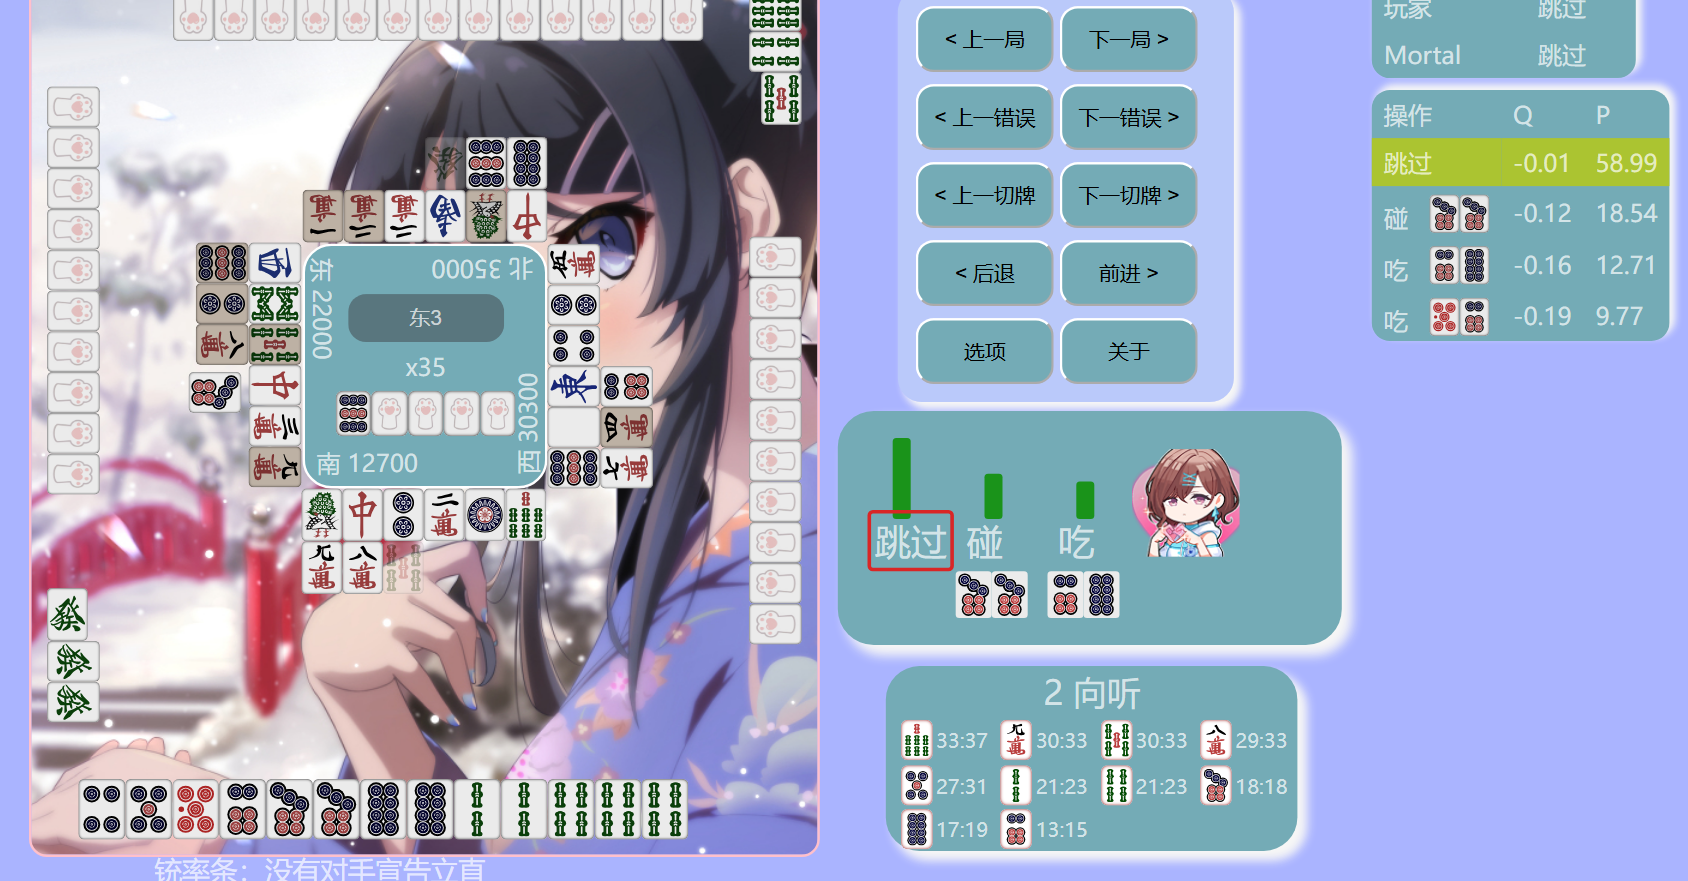 < 上一局
下一局 >
< 上一错误
下一错误 >
< 上一切牌
下一切牌 >
< 后退
前进 >
选项
关于
玩家 跳过
Mortal 跳过
操作 Q P
跳过 -0.01 58.99
碰 -0.12 18.54
吃 -0.16 12.71
吃 -0.19 9.77
北 35000
东 22000
东3
x35
西 30300
南 12700
跳过 碰 吃
2 向听
33:37 30:33 30:33 29:33
27:31 21:23 21:23 18:18
17:19 13:15
铳率条：没有对手宣告立直